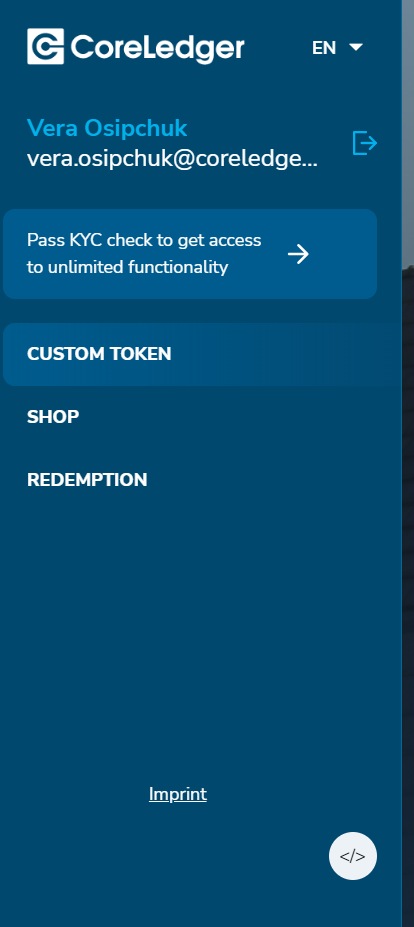 CoreLedger
EN
Vera Osipchuk
vera.osipchuk@coreledge...
Pass KYC check to get access
to unlimited functionality
CUSTOM TOKEN
SHOP
REDEMPTION
Imprint
</>